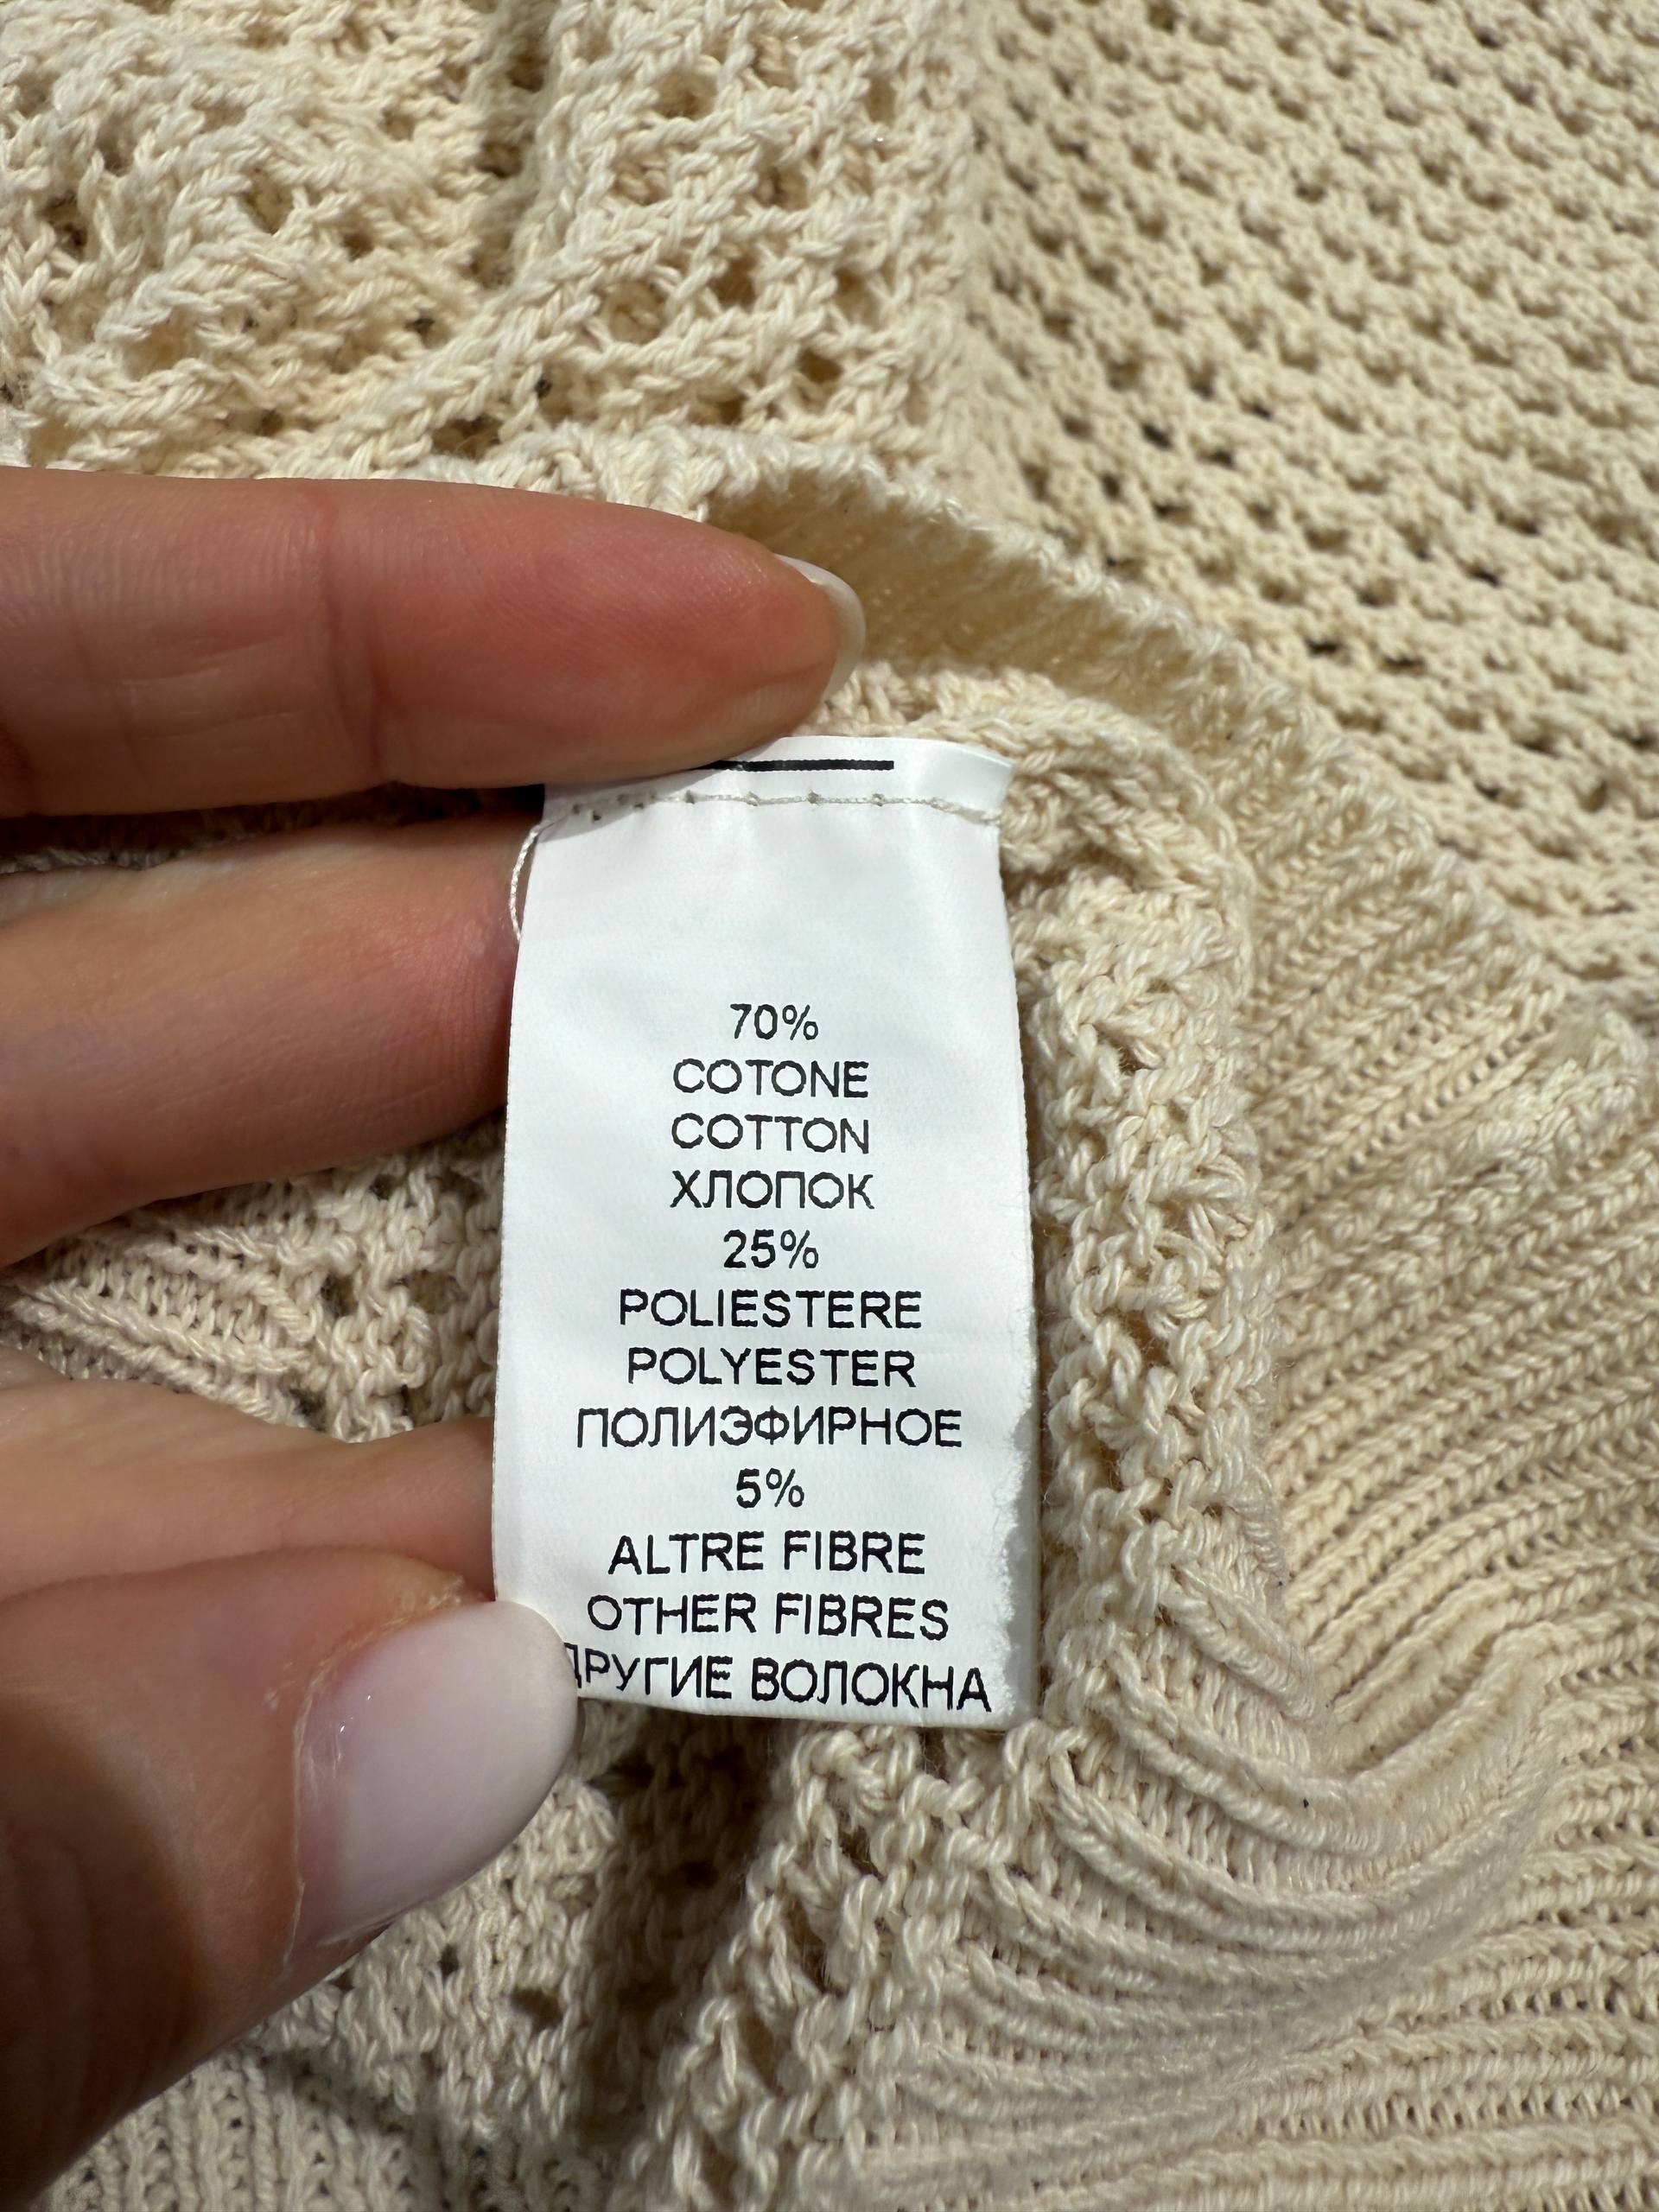 70%
COTONE
COTTON
ХЛОПОК
25%
POLIESTERE
POLYESTER
ПОЛИЭФИРНОЕ
5%
ALTRE FIBRE
OTHER FIBRES
ДРУГИЕ ВОЛОКНА